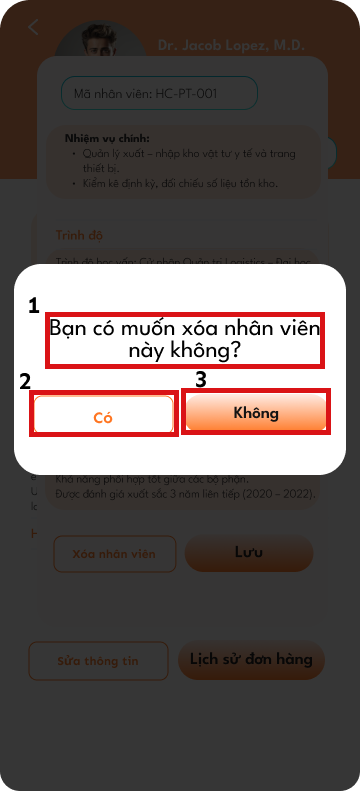 Dr. Jacob Lopez, M.D.
Mã nhân viên: HC-PT-001
Nhiệm vụ chính:
• Quản lý xuất – nhập kho vật tư y tế và trang
thiết bị.
• Kiểm kê định kỳ, đối chiếu số liệu tồn kho.
Trình độ
Trình độ học vấn: Cử nhân Quản trị Logistics – Đại học
1
Bạn có muốn xóa nhân viên
này không?
2
3
Có
Không
Khả năng phối hợp tốt giữa các bộ phận.
Được đánh giá xuất sắc 3 năm liên tiếp (2020 – 2022).
Xóa nhân viên
Lưu
Sửa thông tin
Lịch sử đơn hàng